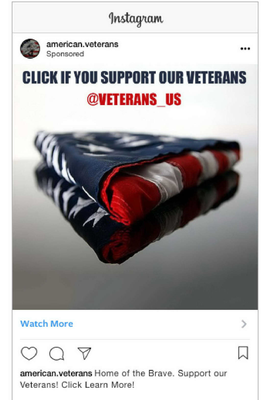 Instagram
american.veterans
Sponsored
CLICK IF YOU SUPPORT OUR VETERANS
@VETERANS_US
Watch More
american.veterans Home of the Brave. Support our
Veterans! Click Learn More!